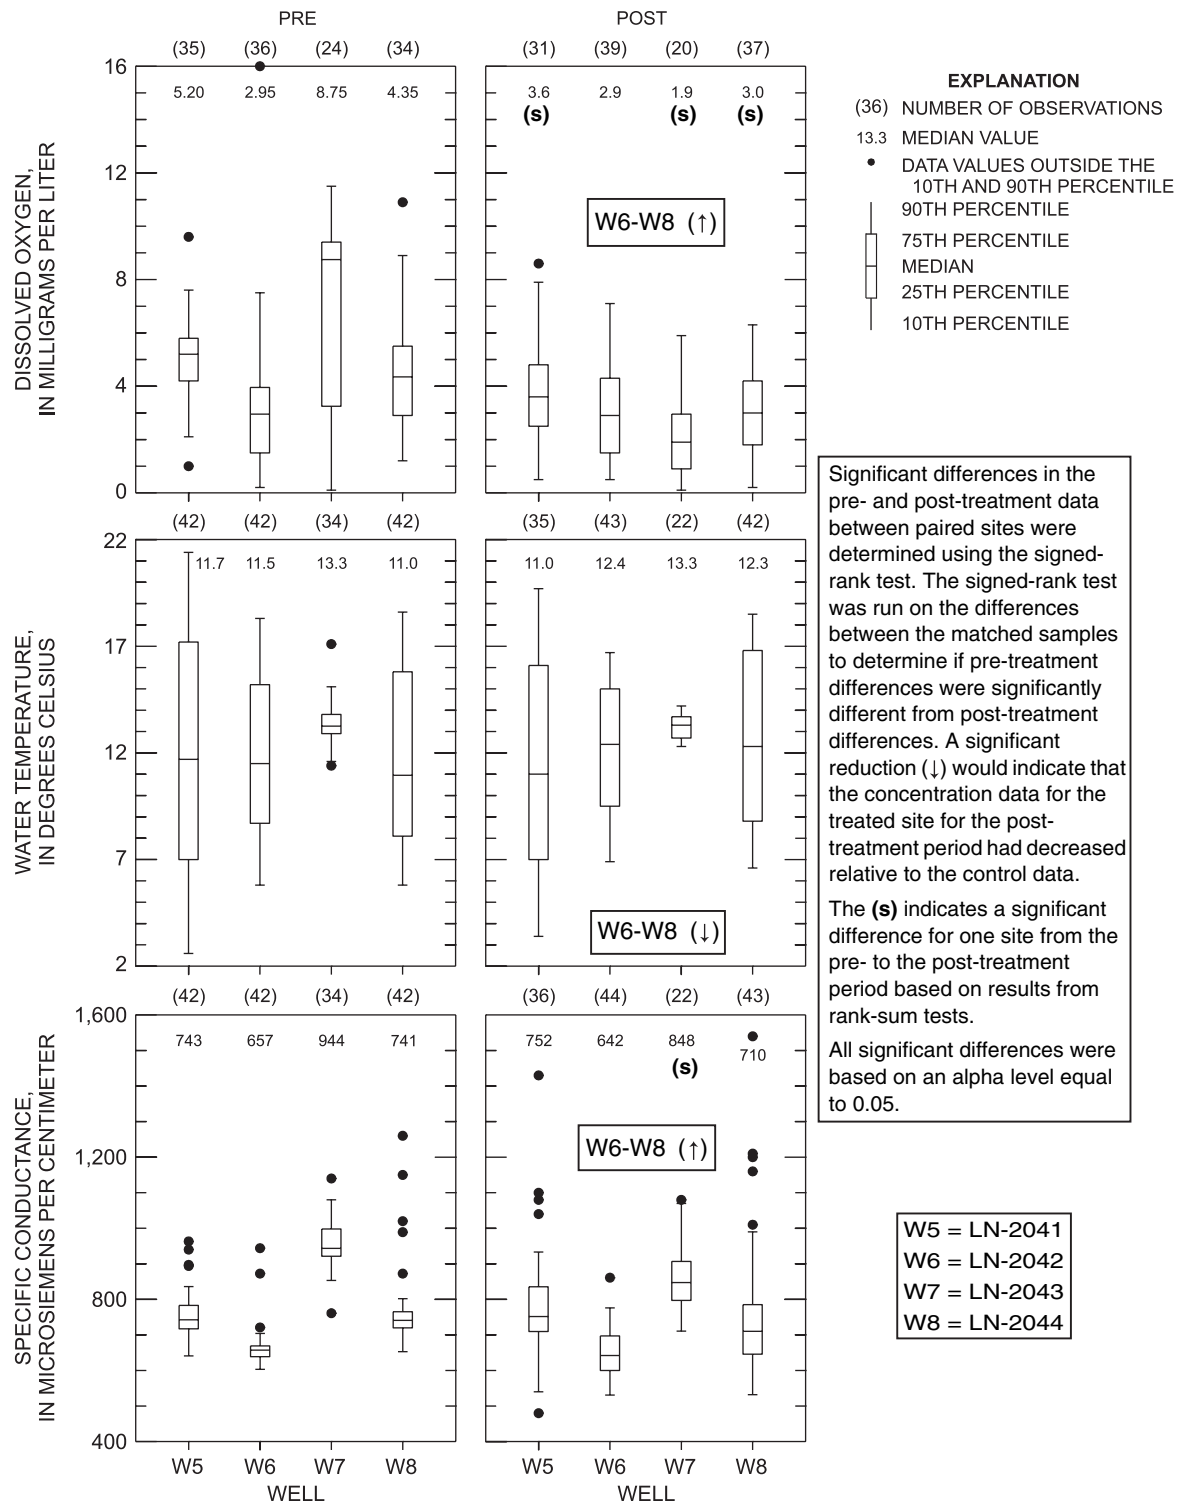 PRE
POST
(35) (36) (24) (34)
(31) (39) (20) (37)
DISSOLVED OXYGEN,
IN MILLIGRAMS PER LITER
16
12
8
4
0
5.20 2.95 8.75 4.35
3.6 2.9 1.9 3.0
(s) (s) (s)
W6-W8 (↑)
EXPLANATION
(36) NUMBER OF OBSERVATIONS
13.3 MEDIAN VALUE
DATA VALUES OUTSIDE THE
10TH AND 90TH PERCENTILE
90TH PERCENTILE
75TH PERCENTILE
MEDIAN
25TH PERCENTILE
10TH PERCENTILE
(42) (42) (34) (42)
(35) (43) (22) (42)
WATER TEMPERATURE,
IN DEGREES CELSIUS
22
17
12
7
2
11.7 11.5 13.3 11.0
11.0 12.4 13.3 12.3
W6-W8 (↓)
Significant differences in the
pre- and post-treatment data
between paired sites were
determined using the signed-
rank test. The signed-rank test
was run on the differences
between the matched samples
to determine if pre-treatment
differences were significantly
different from post-treatment
differences. A significant
reduction (↓) would indicate that
the concentration data for the
treated site for the post-
treatment period had decreased
relative to the control data.
The (s) indicates a significant
difference for one site from the
pre- to the post-treatment
period based on results from
rank-sum tests.
All significant differences were
based on an alpha level equal
to 0.05.
(42) (42) (34) (42)
(36) (44) (22) (43)
SPECIFIC CONDUCTANCE,
IN MICROSIEMENS PER CENTIMETER
1,600
1,200
800
400
743 657 944 741
752 642 848 710
(s)
W6-W8 (↑)
W5 = LN-2041
W6 = LN-2042
W7 = LN-2043
W8 = LN-2044
W5 W6 W7 W8
W5 W6 W7 W8
WELL
WELL